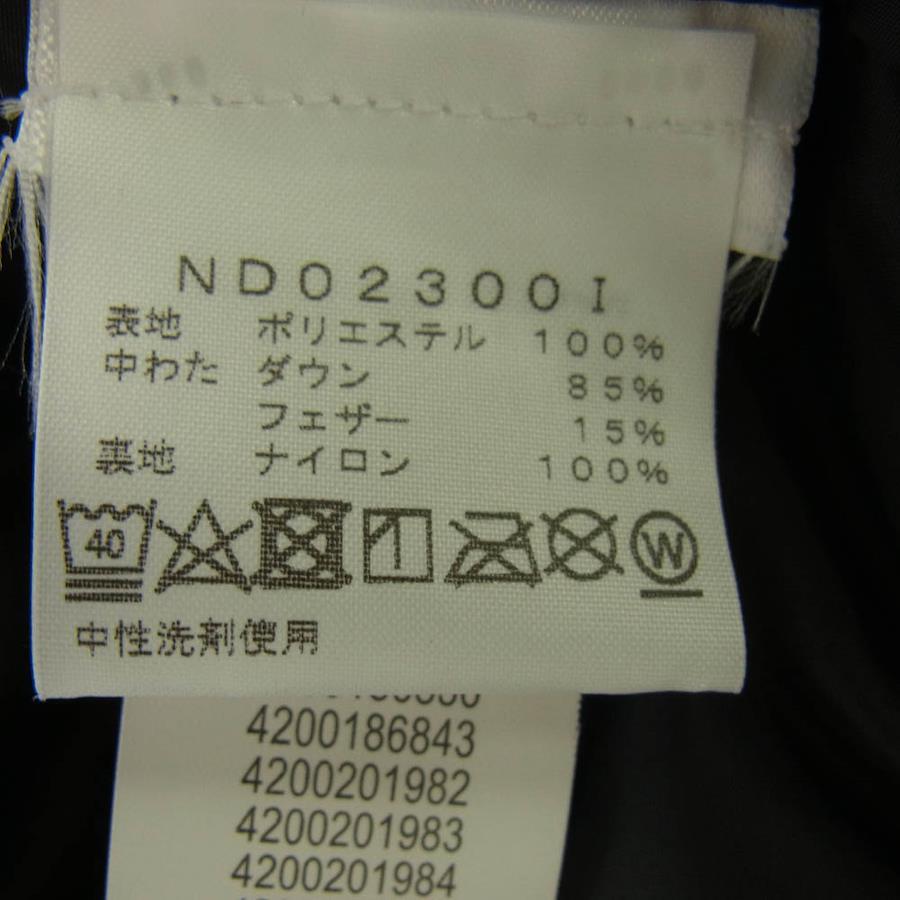 ND02300I
表地 ポリエステル 100%
中わた ダウン 85%
フェザー 15%
裏地 ナイロン 100%
40 W
中性洗剤使用
4200186843
4200201982
4200201983
4200201984